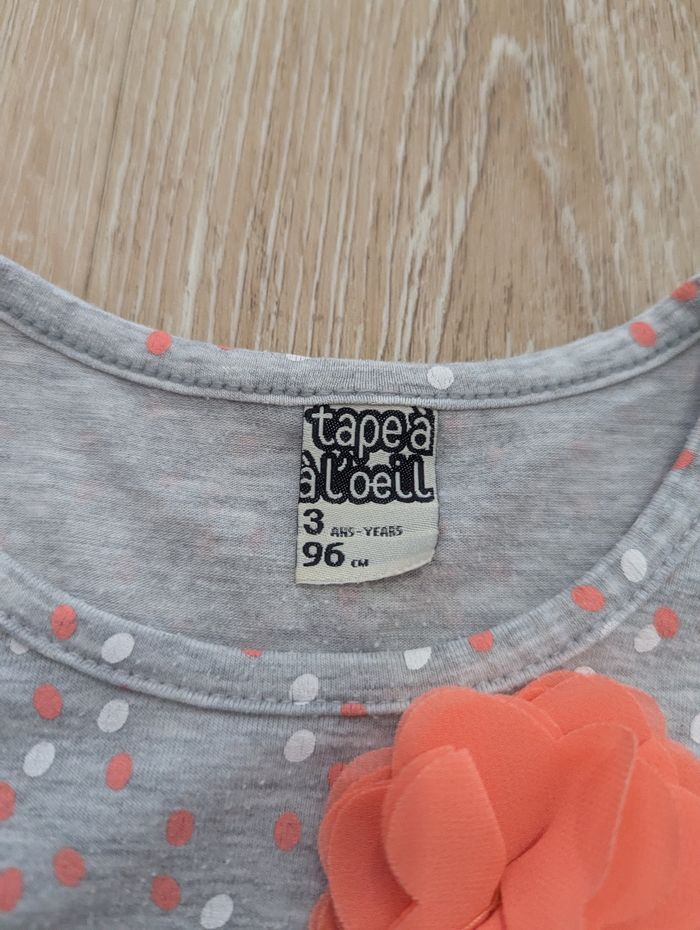 tape à
à l'oeil
3 ANS-YEARS
96 CM